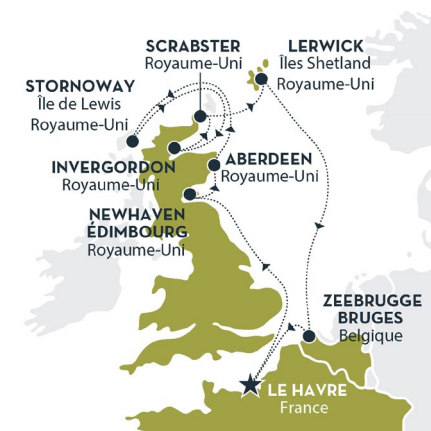 SCRABSTER
Royaume-Uni
LERWICK
Îles Shetland
Royaume-Uni
STORNOWAY
Île de Lewis
Royaume-Uni
INVERGORDON
Royaume-Uni
ABERDEEN
Royaume-Uni
NEWHAVEN
ÉDIMBOURG
Royaume-Uni
ZEEBRUGGE
BRUGES
Belgique
LE HAVRE
France